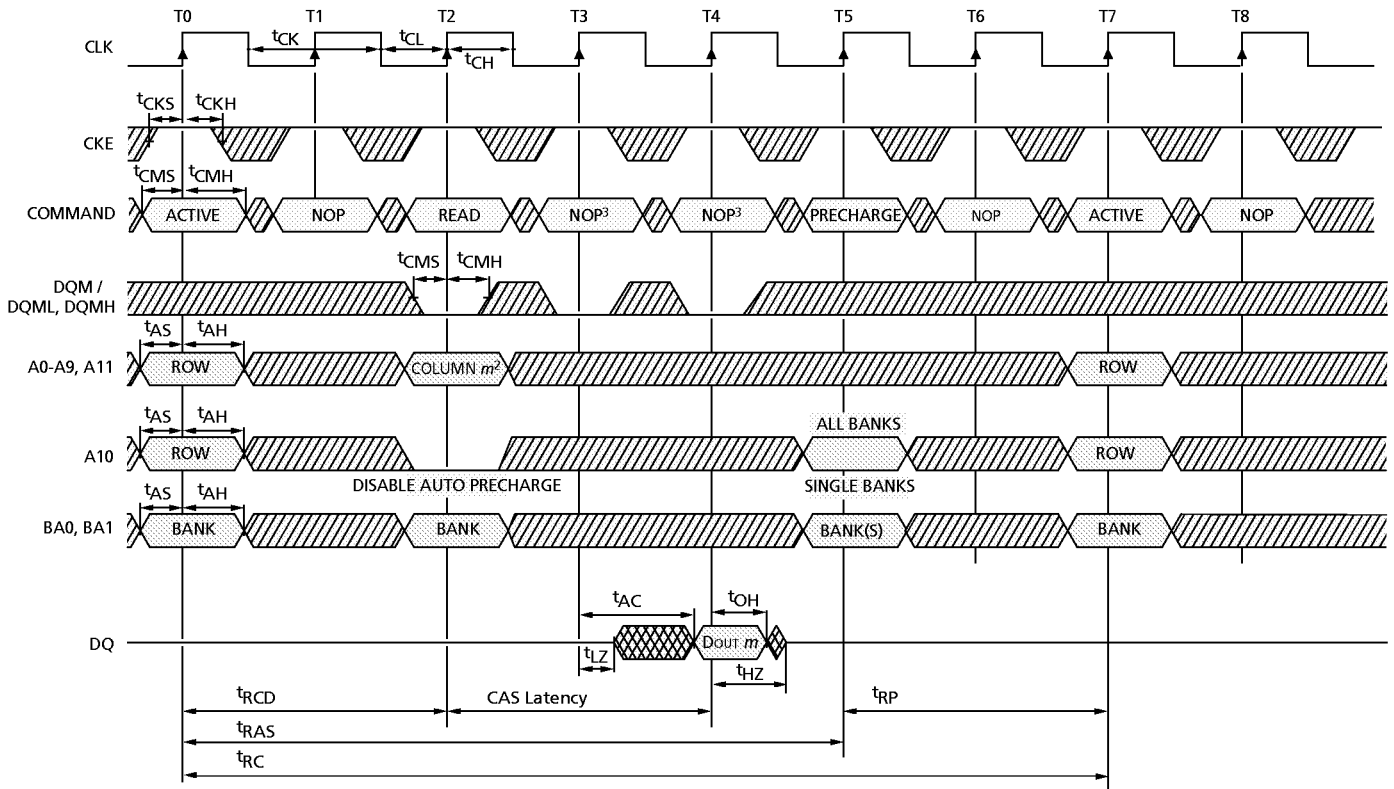 T0 T1 T2 T3 T4 T5 T6 T7 T8
CLK
tCK tCL
tCH
tCKS tCKH
CKE
tCMS tCMH
COMMAND ACTIVE NOP READ NOP³ NOP³ PRECHARGE NOP ACTIVE NOP
tCMS tCMH
DQM /
DQML, DQMH
tAS tAH
A0-A9, A11 ROW COLUMN m² ROW
tAS tAH
ALL BANKS
A10 ROW ROW
DISABLE AUTO PRECHARGE SINGLE BANKS
tAS tAH
BA0, BA1 BANK BANK BANK(S) BANK
tAC tOH
DQ DOUT m
tLZ tHZ
tRCD CAS Latency tRP
tRAS
tRC